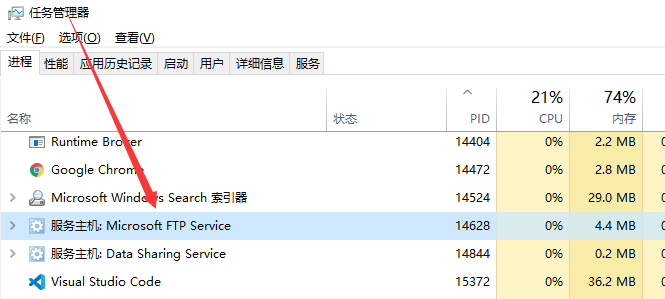 任务管理器
文件(F) 选项(O) 查看(V)
进程 性能 应用历史记录 启动 用户 详细信息 服务
21% 74%
名称 状态 PID CPU 内存
Runtime Broker 14404 0% 2.2 MB
Google Chrome 14472 0% 2.8 MB
Microsoft Windows Search 索引器 14524 0% 29.0 MB
服务主机: Microsoft FTP Service 14628 0% 4.4 MB
服务主机: Data Sharing Service 14844 0% 0.2 MB
Visual Studio Code 15372 0% 36.2 MB